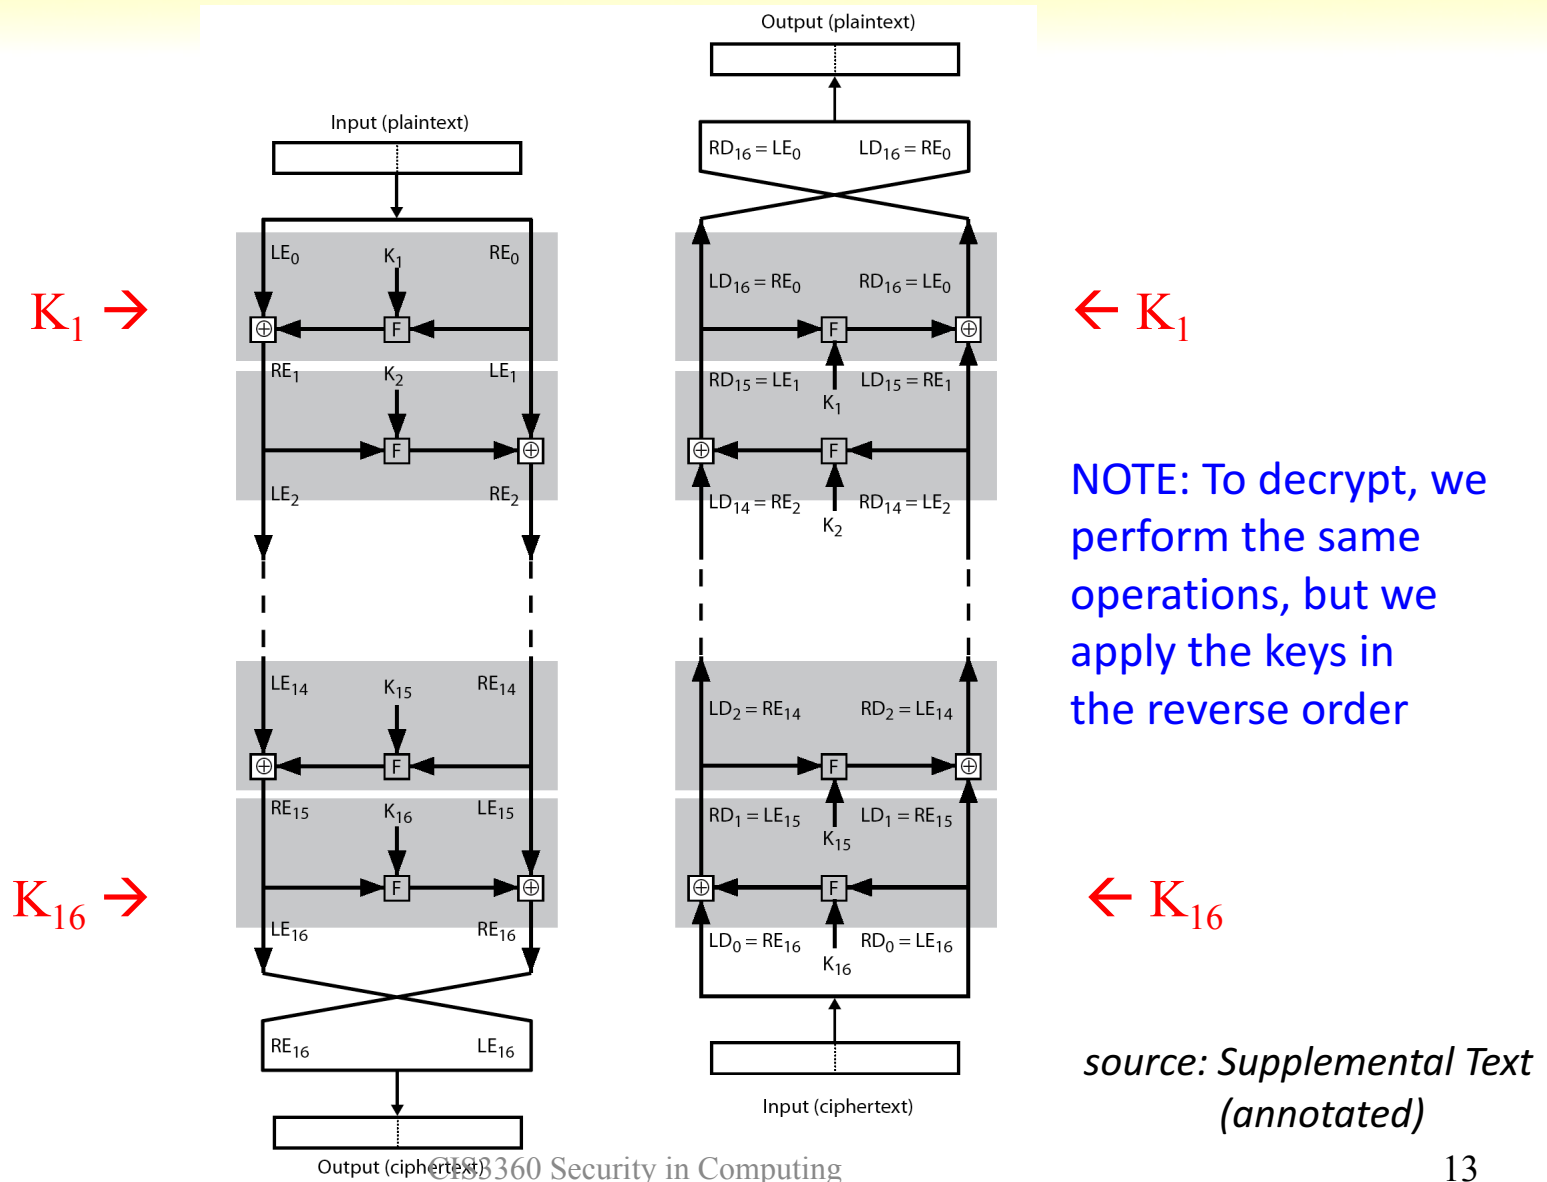 Output (plaintext)
RD16 = LE0 LD16 = RE0
Input (plaintext)
LE0 K1 RE0
LD16 = RE0 RD16 = LE0
K1 → ⊕ F F ⊕ ← K1
RE1 K2 LE1
RD15 = LE1 K1 LD15 = RE1
F ⊕ ⊕ F
LE2 RE2
LD14 = RE2 K2 RD14 = LE2
NOTE: To decrypt, we
perform the same
operations, but we
apply the keys in
the reverse order
LE14 K15 RE14
LD2 = RE14 RD2 = LE14
⊕ F F ⊕
RE15 K16 LE15
RD1 = LE15 K15 LD1 = RE15
K16 → F ⊕ ⊕ F ← K16
LE16 RE16
LD0 = RE16 K16 RD0 = LE16
RE16 LE16
source: Supplemental Text
(annotated)
Input (ciphertext)
Output (ciphertext)
CIS3360 Security in Computing
13